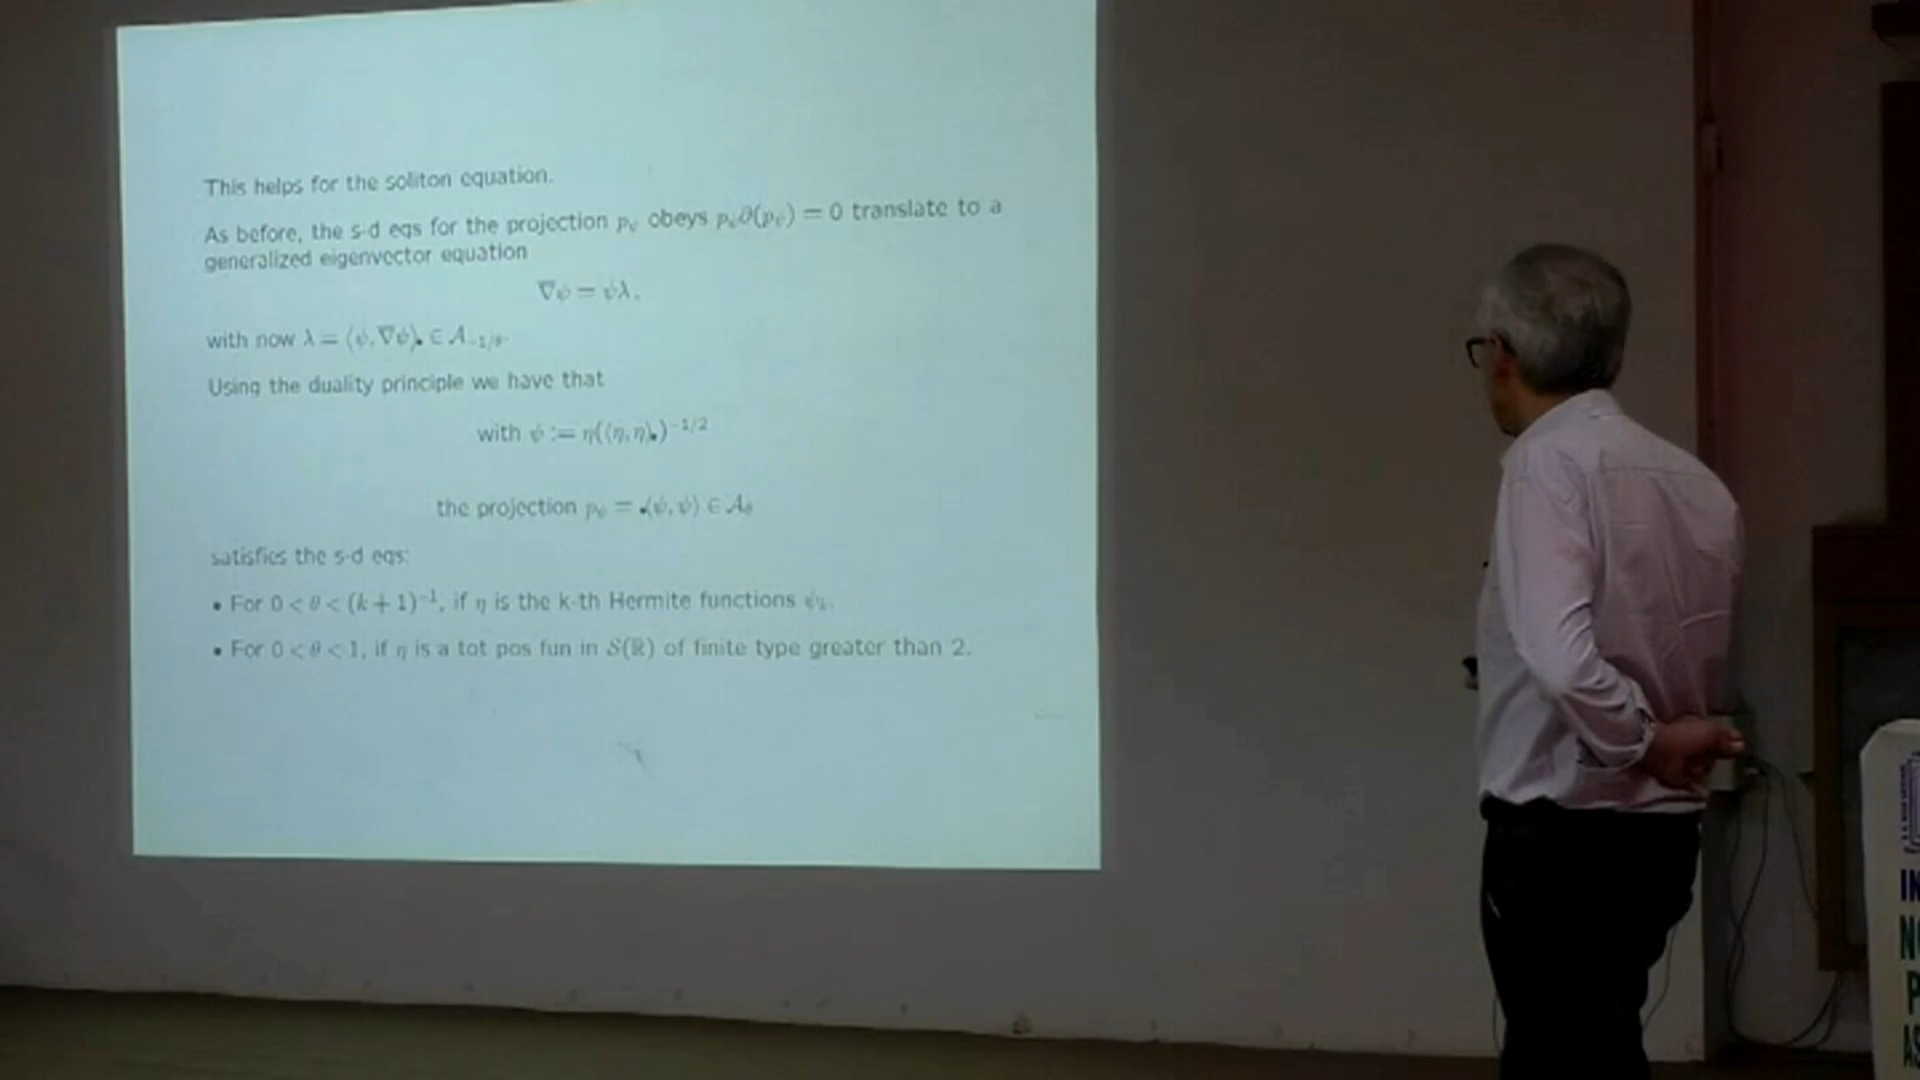 This helps for the soliton equation.
As before, the s-d eqs for the projection pψ obeys pψ∂(pψ) = 0 translate to a
generalized eigenvector equation
∇ψ = ψλ,
with now λ = ⟨ψ, ∇ψ⟩• ∈ A₋₁/θ.
Using the duality principle we have that
with ψ := η(⟨η, η⟩•)^−1/2
the projection pψ = •⟨ψ, ψ⟩ ∈ Aθ
satisfies the s-d eqs:
• For 0 < θ < (k + 1)^−1, if η is the k-th Hermite functions ψk.
• For 0 < θ < 1, if η is a tot pos fun in S(ℝ) of finite type greater than 2.